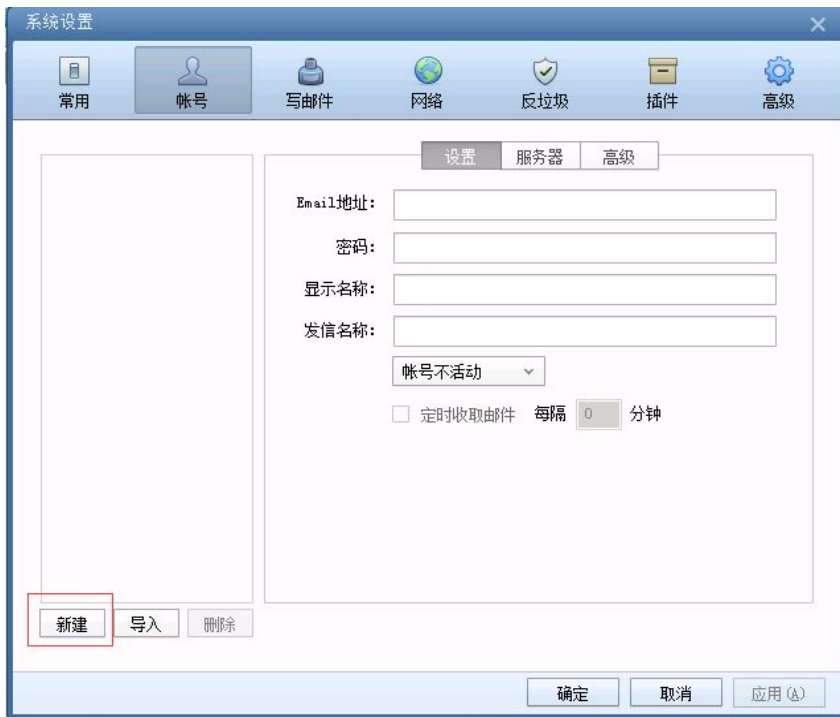 系统设置
常用 帐号 写邮件 网络 反垃圾 插件 高级
设置 服务器 高级
Email地址:
密码:
显示名称:
发信名称:
帐号不活动
定时收取邮件 每隔 0 分钟
新建 导入 删除
确定 取消 应用(A)